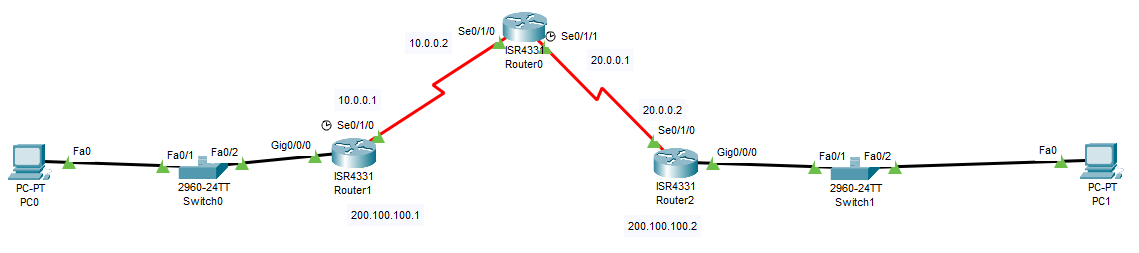 Se0/1/0
Se0/1/1
10.0.0.2
ISR4331
Router0
20.0.0.1
10.0.0.1
20.0.0.2
Se0/1/0
Se0/1/0
Fa0
Fa0/1
Fa0/2
Gig0/0/0
Gig0/0/0
Fa0/1
Fa0/2
Fa0
PC-PT
PC0
2960-24TT
Switch0
ISR4331
Router1
ISR4331
Router2
2960-24TT
Switch1
PC-PT
PC1
200.100.100.1
200.100.100.2